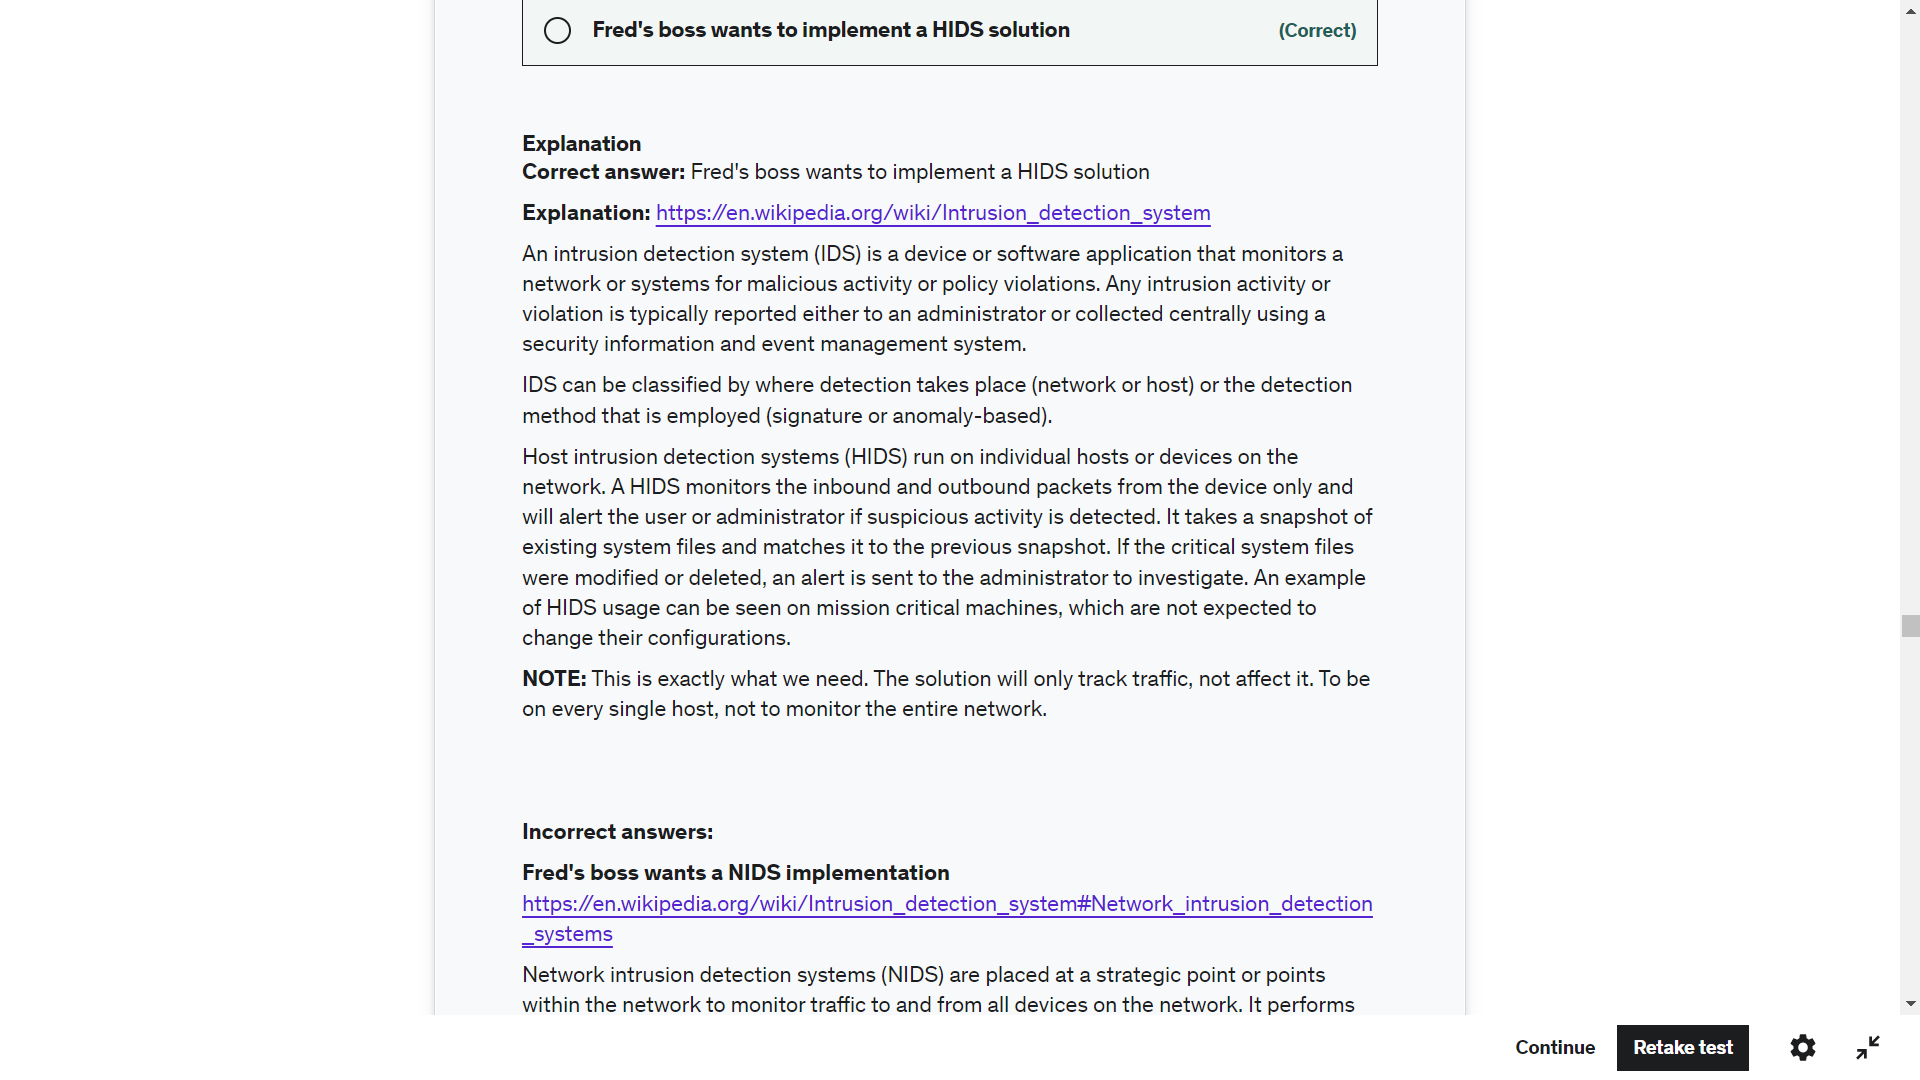 Fred's boss wants to implement a HIDS solution (Correct)
Explanation
Correct answer: Fred's boss wants to implement a HIDS solution
Explanation: https://en.wikipedia.org/wiki/Intrusion_detection_system
An intrusion detection system (IDS) is a device or software application that monitors a
network or systems for malicious activity or policy violations. Any intrusion activity or
violation is typically reported either to an administrator or collected centrally using a
security information and event management system.
IDS can be classified by where detection takes place (network or host) or the detection
method that is employed (signature or anomaly-based).
Host intrusion detection systems (HIDS) run on individual hosts or devices on the
network. A HIDS monitors the inbound and outbound packets from the device only and
will alert the user or administrator if suspicious activity is detected. It takes a snapshot of
existing system files and matches it to the previous snapshot. If the critical system files
were modified or deleted, an alert is sent to the administrator to investigate. An example
of HIDS usage can be seen on mission critical machines, which are not expected to
change their configurations.
NOTE: This is exactly what we need. The solution will only track traffic, not affect it. To be
on every single host, not to monitor the entire network.
Incorrect answers:
Fred's boss wants a NIDS implementation
https://en.wikipedia.org/wiki/Intrusion_detection_system#Network_intrusion_detection
_systems
Network intrusion detection systems (NIDS) are placed at a strategic point or points
within the network to monitor traffic to and from all devices on the network. It performs
Continue Retake test